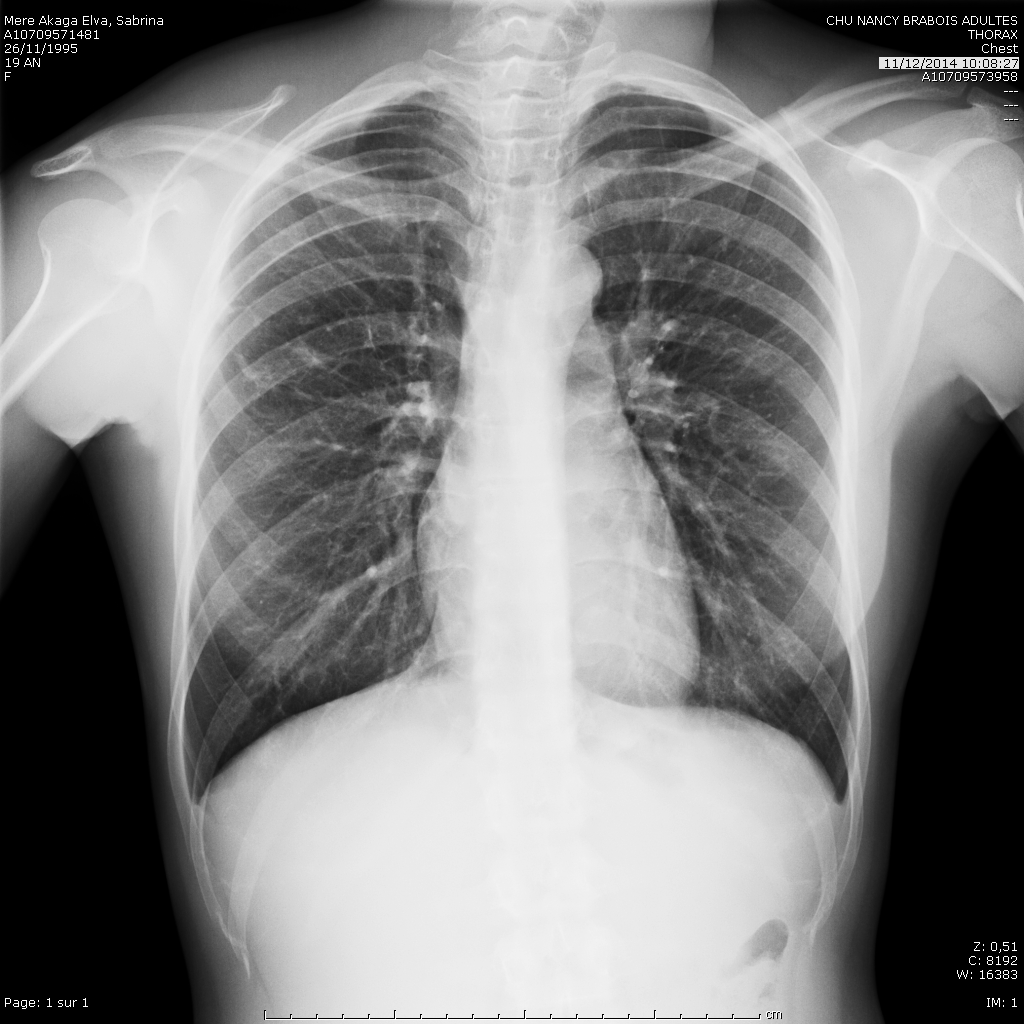 Mere Akaga Elva, Sabrina
A10709571481
26/11/1995
19 AN
F
CHU NANCY BRABOIS ADULTES
THORAX
Chest
11/12/2014 10:08:27
A10709573958
---
---
---
cm
Z: 0,51
C: 8192
W: 16383
Page: 1 sur 1
IM: 1